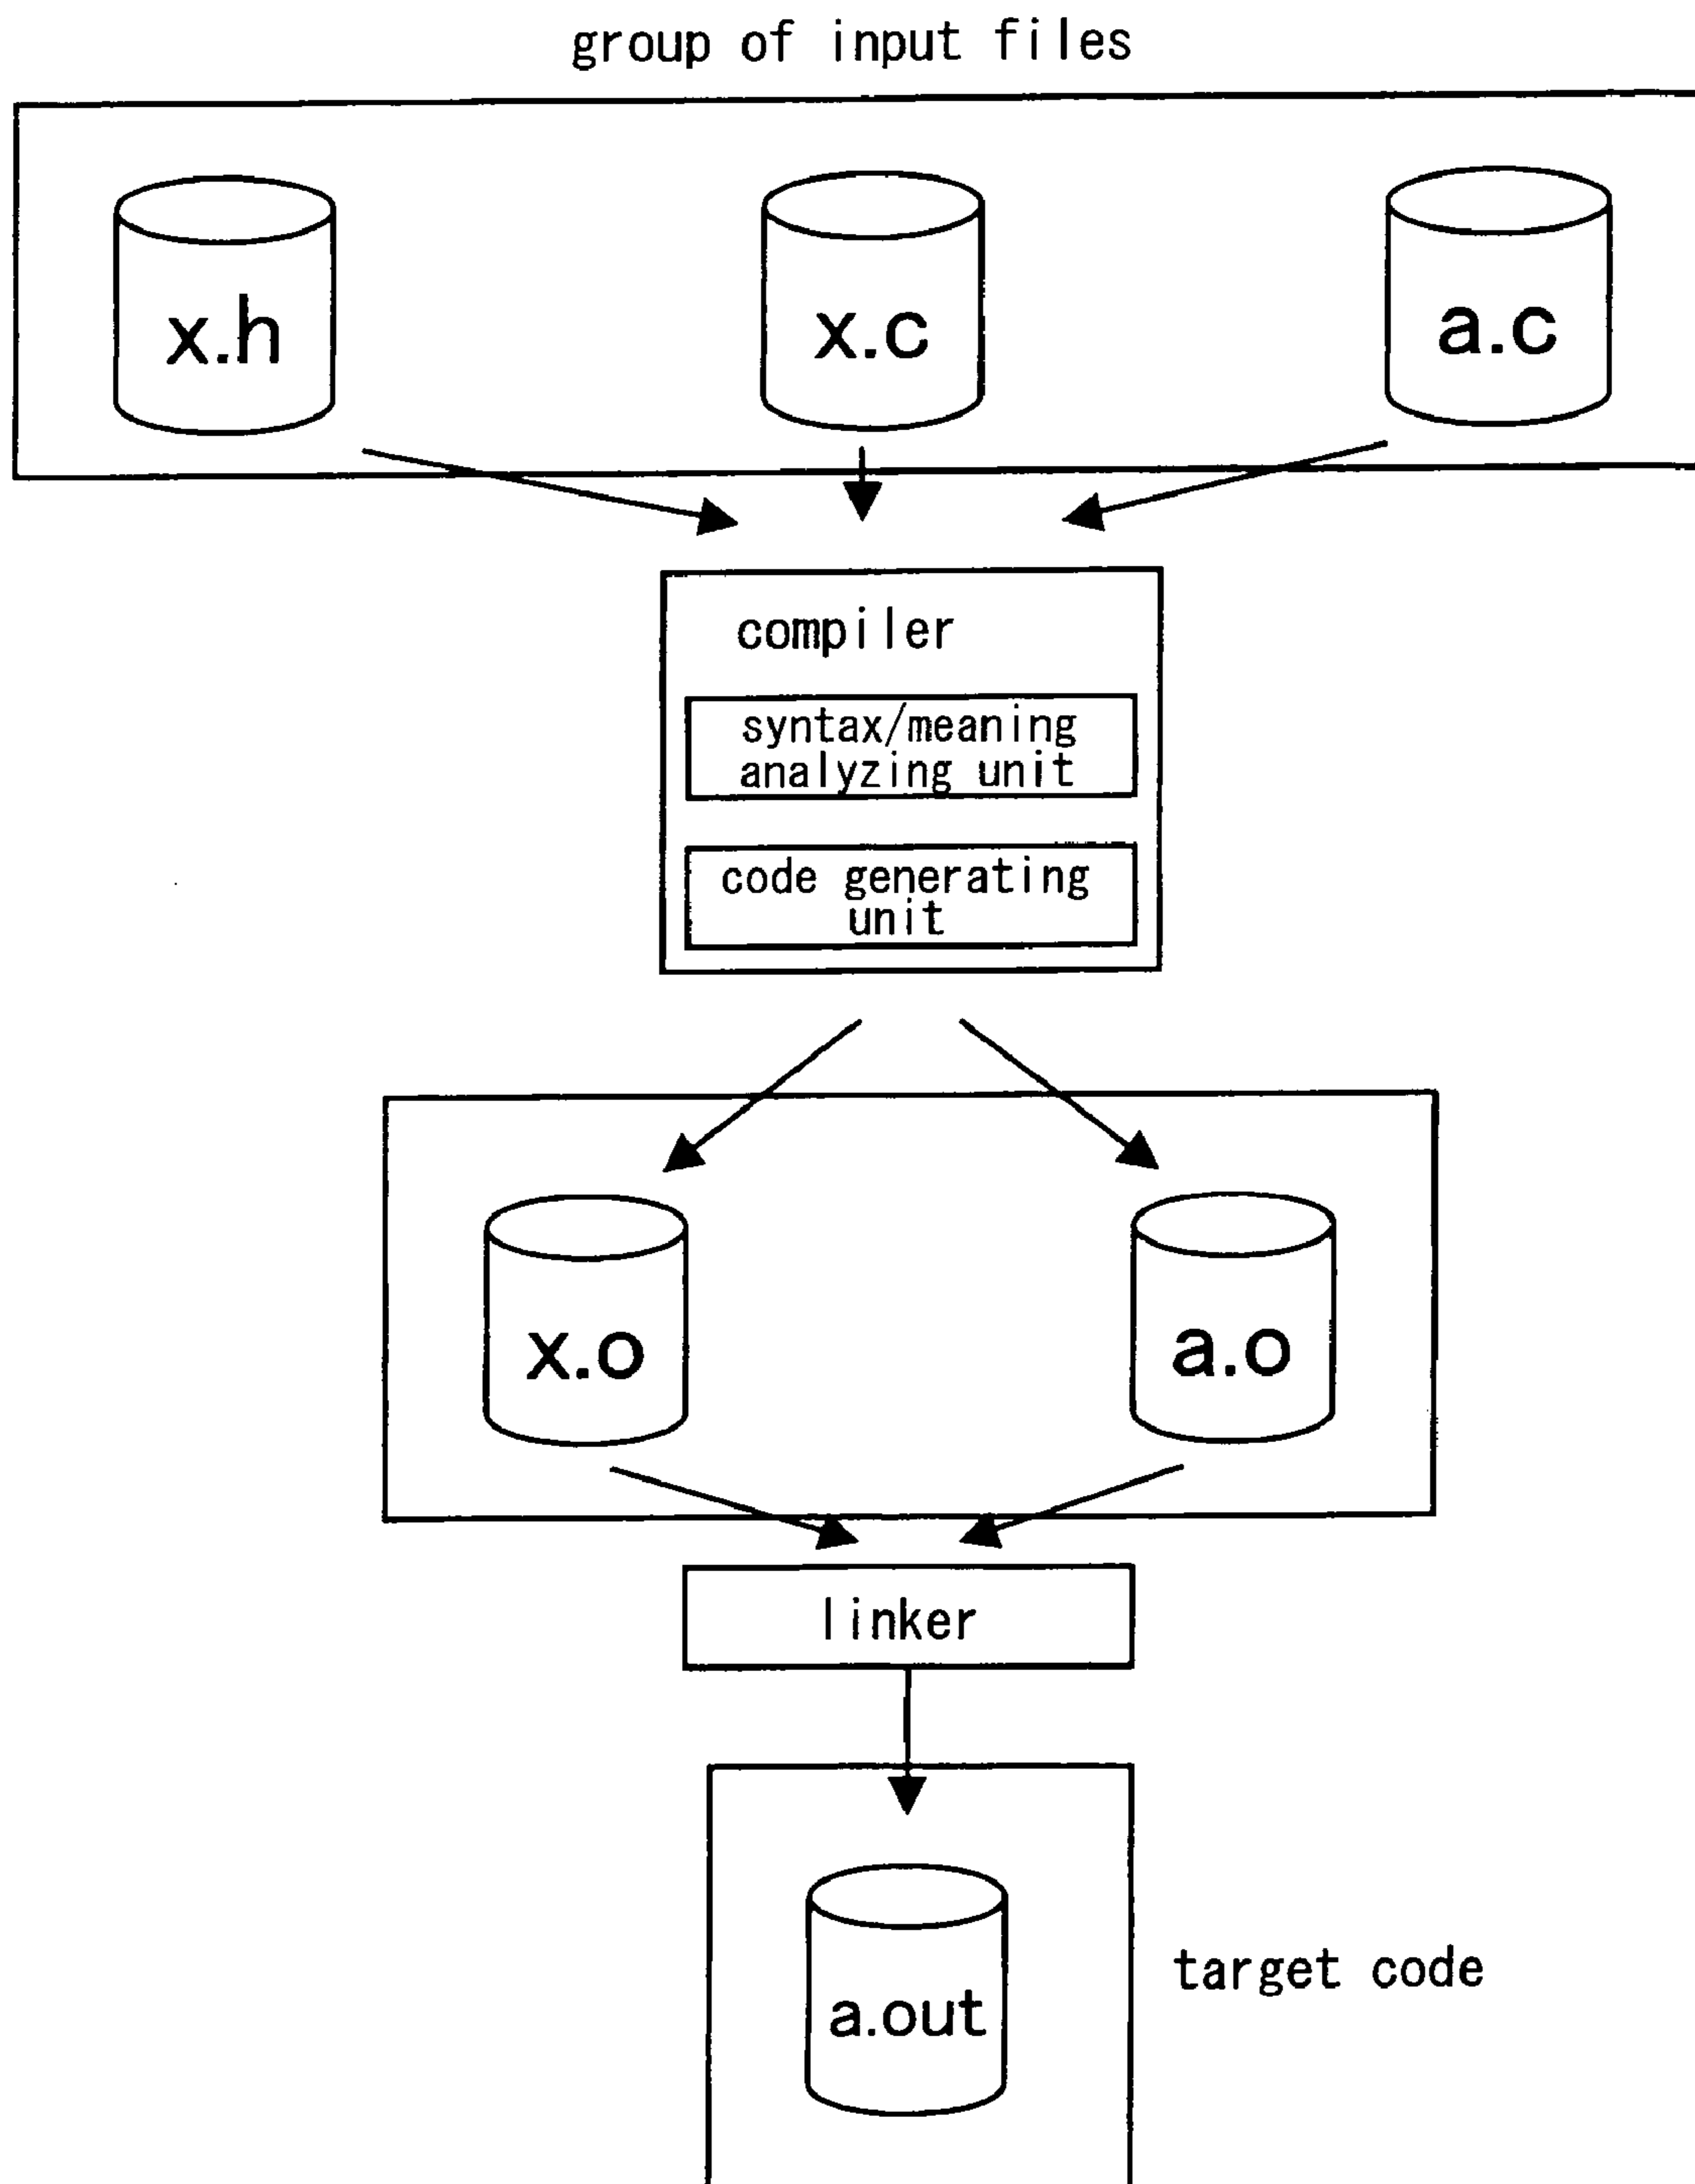 group of input files
x.h
x.c
a.c
compiler
syntax/meaning
analyzing unit
code generating
unit
x.o
a.o
linker
a.out
target code